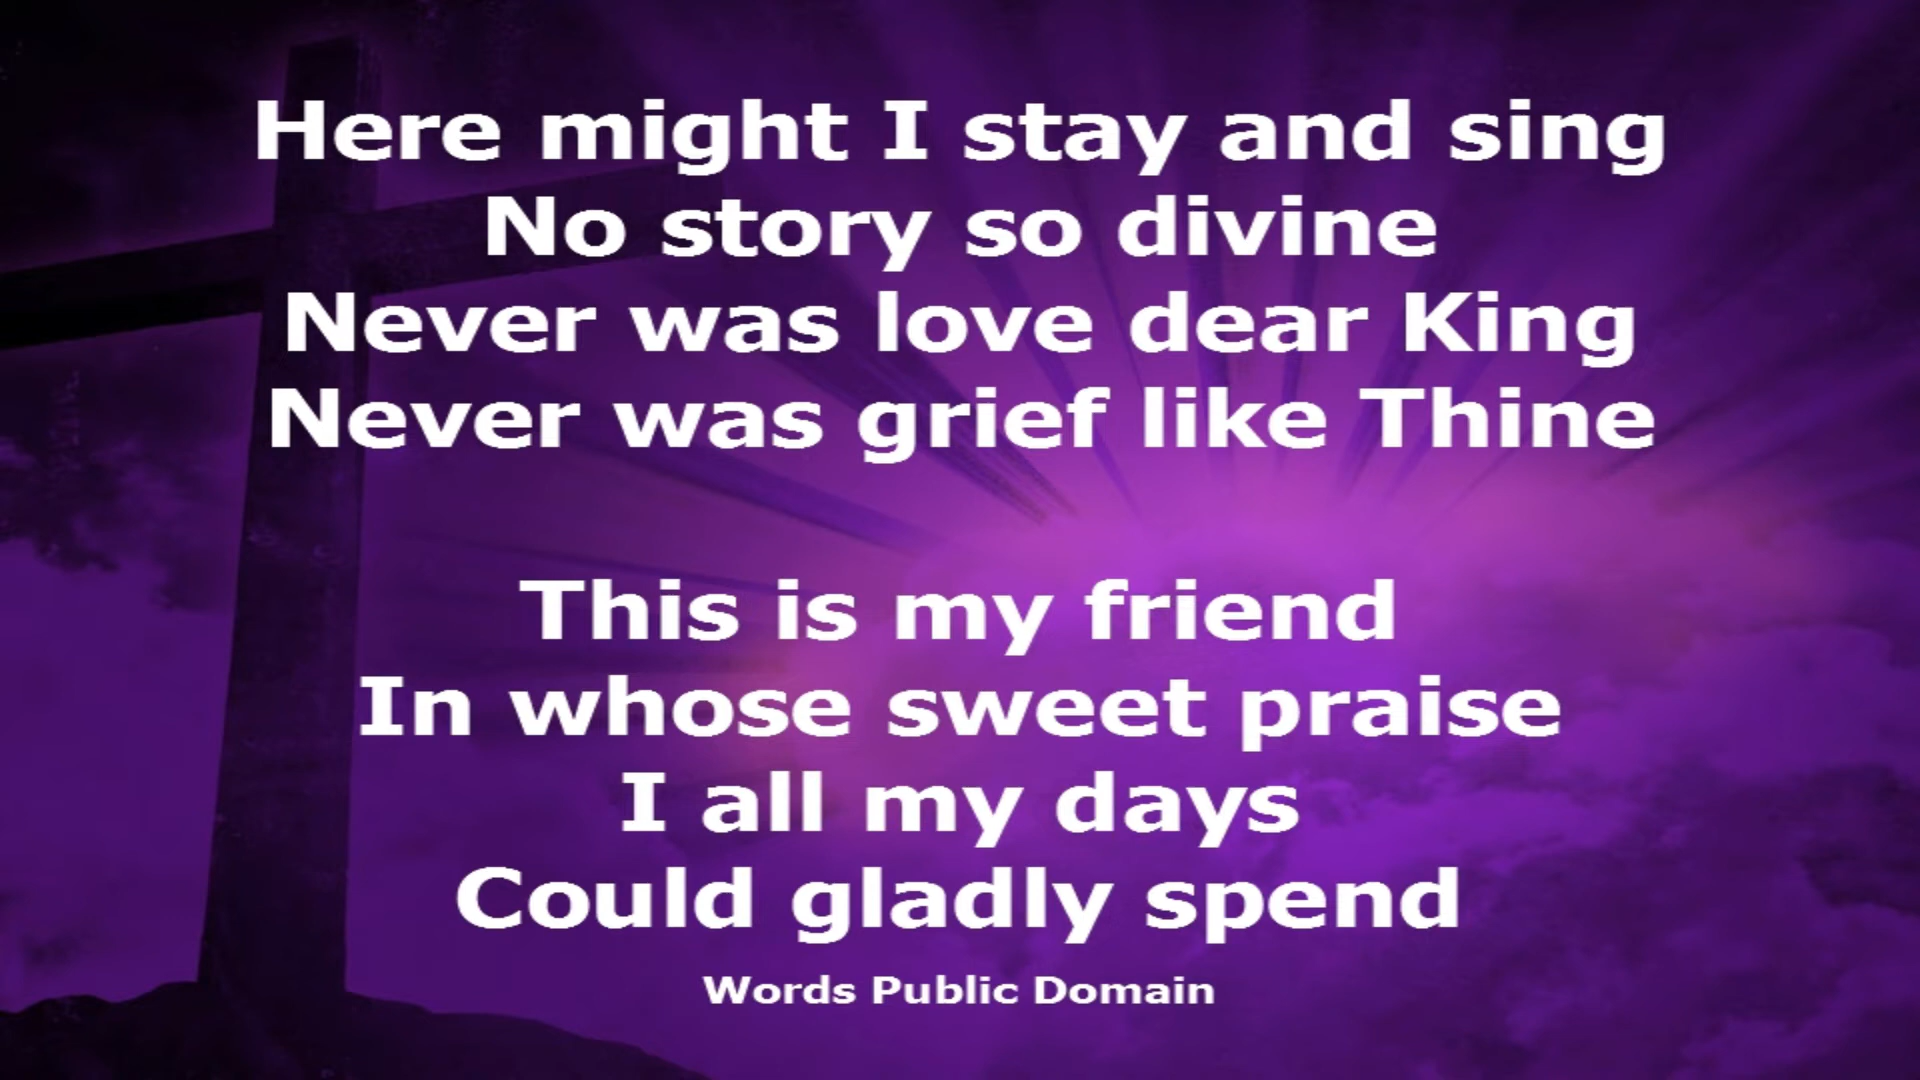 Here might I stay and sing
No story so divine
Never was love dear King
Never was grief like Thine
This is my friend
In whose sweet praise
I all my days
Could gladly spend
Words Public Domain